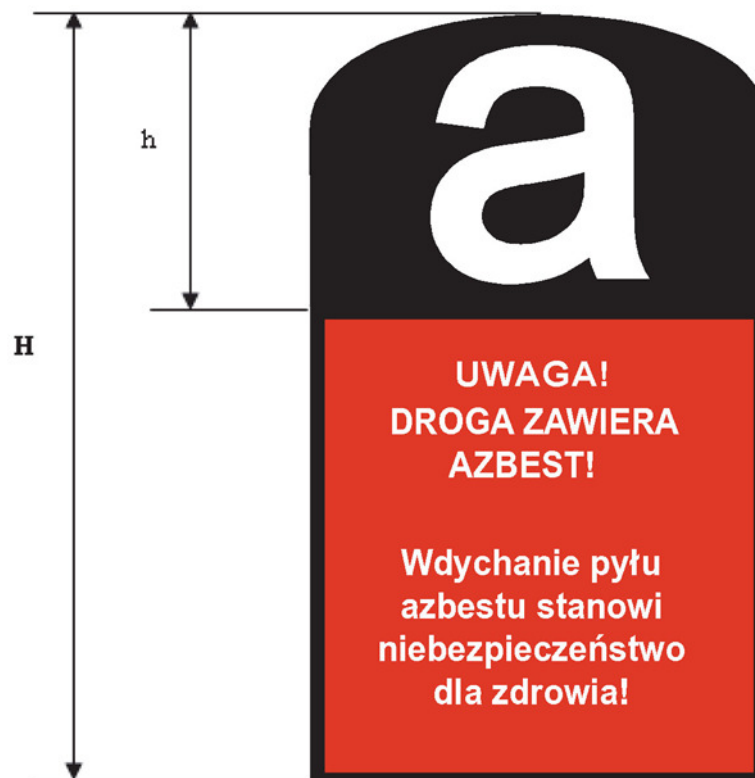 a
h
H
UWAGA!
DROGA ZAWIERA
AZBEST!
Wdychanie pyłu
azbestu stanowi
niebezpieczeństwo
dla zdrowia!